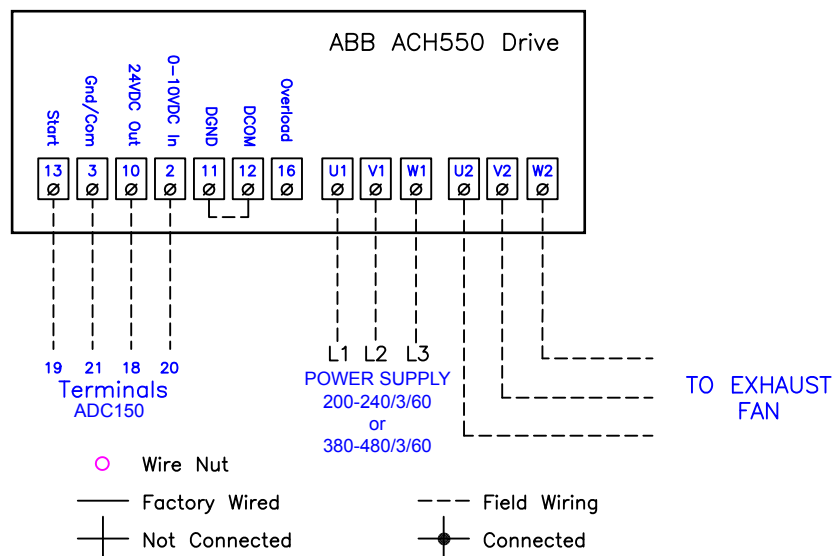 ABB ACH550 Drive
Start
Gnd/Com
24VDC Out
0-10VDC In
DGND
DCOM
Overload
13 3 10 2 11 12 16 U1 V1 W1 U2 V2 W2
19 21 18 20
Terminals
ADC150
L1 L2 L3
POWER SUPPLY
200-240/3/60
or
380-480/3/60
TO EXHAUST
FAN
Wire Nut
Factory Wired
Field Wiring
Not Connected
Connected